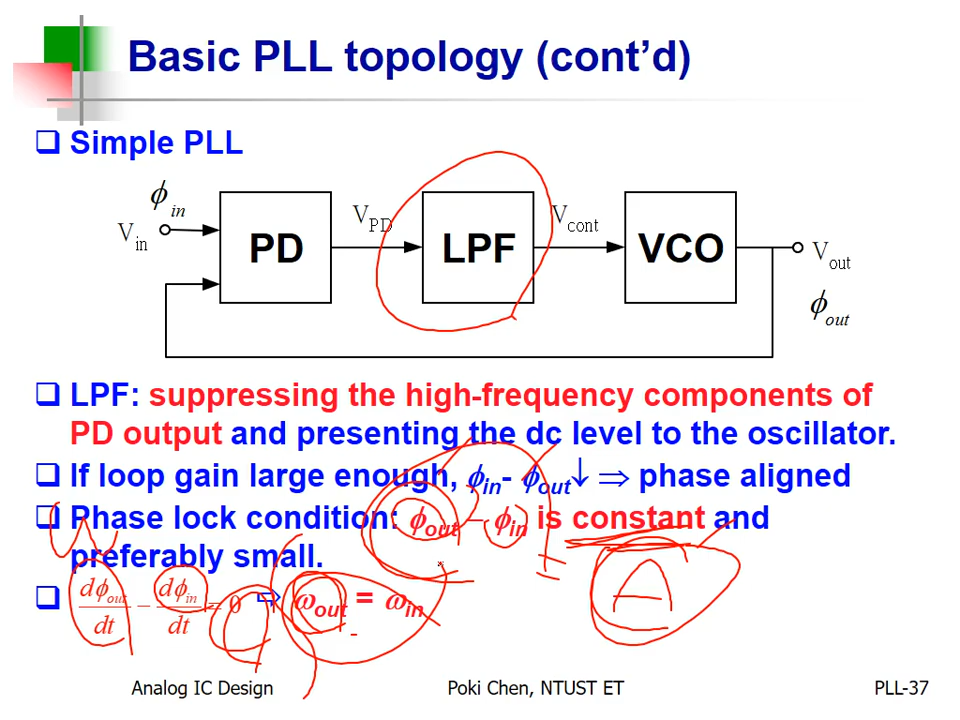 Basic PLL topology (cont’d)
❑ Simple PLL
ϕin
Vin
PD
VPD
LPF
Vcont
VCO
Vout
ϕout
❑ LPF: suppressing the high-frequency components of
PD output and presenting the dc level to the oscillator.
❑ If loop gain large enough, ϕin- ϕout↓ ⇒ phase aligned
❑ Phase lock condition: ϕout − ϕin is constant and
preferably small.
❑ dϕout/dt − dϕin/dt = 0 ⇒ ωout = ωin
Analog IC Design Poki Chen, NTUST ET PLL-37